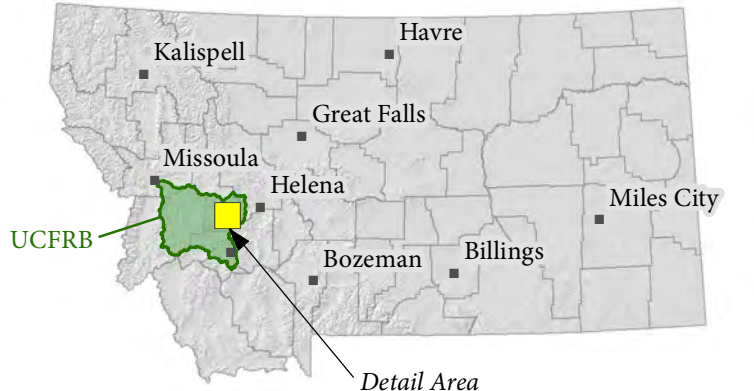 Havre
Kalispell
Great Falls
Missoula
Helena
Miles City
UCFRB
Billings
Bozeman
Detail Area